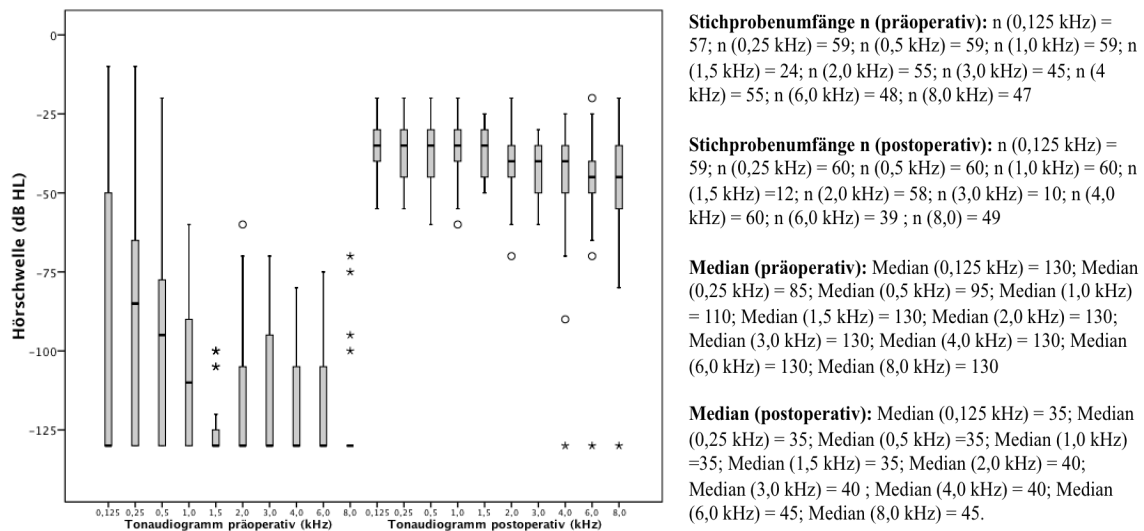 0
-25
-50
-75
-100
-125
Hörschwelle (dB HL)
0,125 0,25 0,5 1,0 1,5 2,0 3,0 4,0 6,0 8,0 0,125 0,25 0,5 1,0 1,5 2,0 3,0 4,0 6,0 8,0
Tonaudiogramm präoperativ (kHz) Tonaudiogramm postoperativ (kHz)
Stichprobenumfänge n (präoperativ): n (0,125 kHz) =
57; n (0,25 kHz) = 59; n (0,5 kHz) = 59; n (1,0 kHz) = 59; n
(1,5 kHz) = 24; n (2,0 kHz) = 55; n (3,0 kHz) = 45; n (4
kHz) = 55; n (6,0 kHz) = 48; n (8,0 kHz) = 47
Stichprobenumfänge n (postoperativ): n (0,125 kHz) =
59; n (0,25 kHz) = 60; n (0,5 kHz) = 60; n (1,0 kHz) = 60; n
(1,5 kHz) =12; n (2,0 kHz) = 58; n (3,0 kHz) = 10; n (4,0
kHz) = 60; n (6,0 kHz) = 39 ; n (8,0) = 49
Median (präoperativ): Median (0,125 kHz) = 130; Median
(0,25 kHz) = 85; Median (0,5 kHz) = 95; Median (1,0 kHz)
= 110; Median (1,5 kHz) = 130; Median (2,0 kHz) = 130;
Median (3,0 kHz) = 130; Median (4,0 kHz) = 130; Median
(6,0 kHz) = 130; Median (8,0 kHz) = 130
Median (postoperativ): Median (0,125 kHz) = 35; Median
(0,25 kHz) = 35; Median (0,5 kHz) =35; Median (1,0 kHz)
=35; Median (1,5 kHz) = 35; Median (2,0 kHz) = 40;
Median (3,0 kHz) = 40 ; Median (4,0 kHz) = 40; Median
(6,0 kHz) = 45; Median (8,0 kHz) = 45.